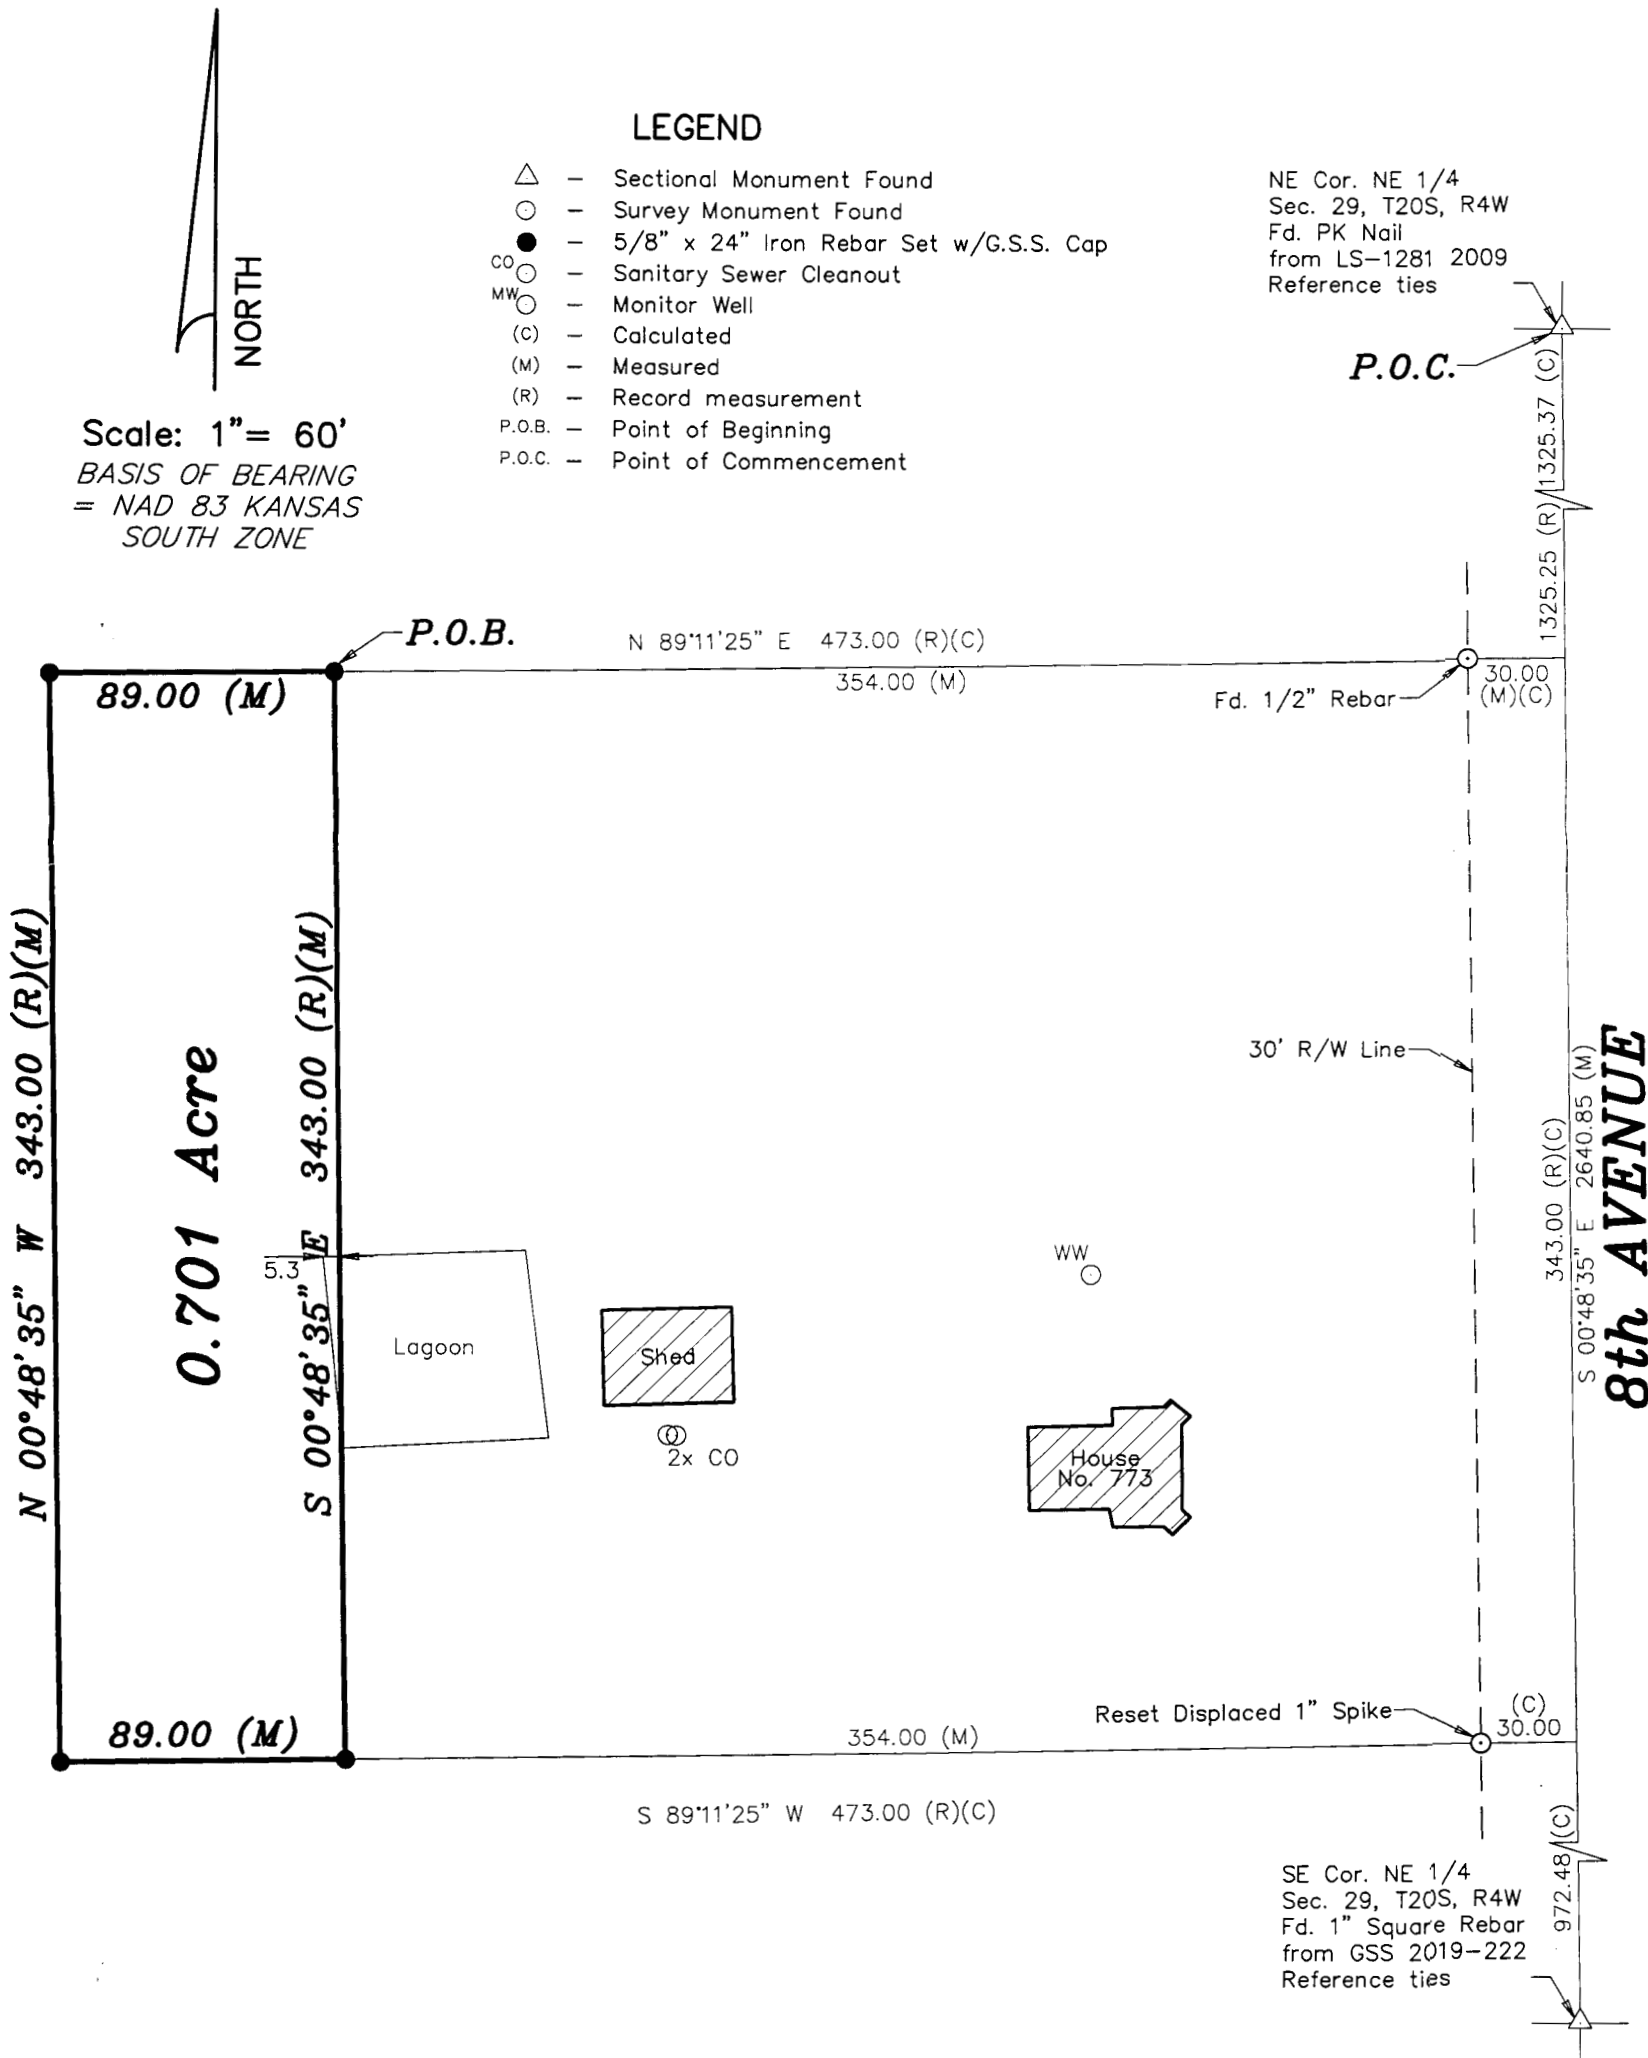 LEGEND
△ – Sectional Monument Found
⊙ – Survey Monument Found
● – 5/8" x 24" Iron Rebar Set w/G.S.S. Cap
CO ⊙ – Sanitary Sewer Cleanout
MW ⊙ – Monitor Well
(C) – Calculated
(M) – Measured
(R) – Record measurement
P.O.B. – Point of Beginning
P.O.C. – Point of Commencement
NORTH
Scale: 1"= 60'
BASIS OF BEARING
= NAD 83 KANSAS
SOUTH ZONE
NE Cor. NE 1/4
Sec. 29, T20S, R4W
Fd. PK Nail
from LS-1281 2009
Reference ties
P.O.C.
1325.25 (R) 1325.37 (C)
P.O.B.
N 89°11'25" E 473.00 (R)(C)
354.00 (M)
89.00 (M)
Fd. 1/2" Rebar
30.00
(M)(C)
N 00°48'35" W 343.00 (R)(M)
0.701 Acre
S 00°48'35" E 343.00 (R)(M)
5.3
Lagoon
Shed
2x CO
WW
House
No. 773
30' R/W Line
343.00 (R)(C)
S 00°48'35" E 2640.85 (M)
8th AVENUE
89.00 (M)
354.00 (M)
Reset Displaced 1" Spike
(C)
30.00
S 89°11'25" W 473.00 (R)(C)
972.48 (C)
SE Cor. NE 1/4
Sec. 29, T20S, R4W
Fd. 1" Square Rebar
from GSS 2019-222
Reference ties